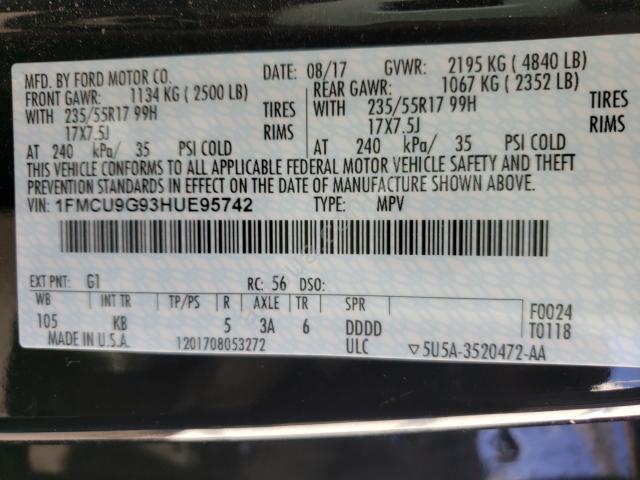 MFD. BY FORD MOTOR CO. DATE: 08/17 GVWR: 2195 KG ( 4840 LB)
FRONT GAWR: 1134 KG ( 2500 LB) REAR GAWR: 1067 KG ( 2352 LB)
WITH 235/55R17 99H TIRES WITH 235/55R17 99H TIRES
17X7.5J RIMS 17X7.5J RIMS
AT 240 kPa/ 35 PSI COLD AT 240 kPa/ 35 PSI COLD
THIS VEHICLE CONFORMS TO ALL APPLICABLE FEDERAL MOTOR VEHICLE SAFETY AND THEFT
PREVENTION STANDARDS IN EFFECT ON THE DATE OF MANUFACTURE SHOWN ABOVE.
VIN: 1FMCU9G93HUE95742 TYPE: MPV
EXT PNT: G1 RC: 56 DSO:
WB INT TR TP/PS R AXLE TR SPR F0024
105 KB 5 3A 6 DDDD T0118
MADE IN U.S.A. 1201708053272 ULC ▽5U5A-3520472-AA